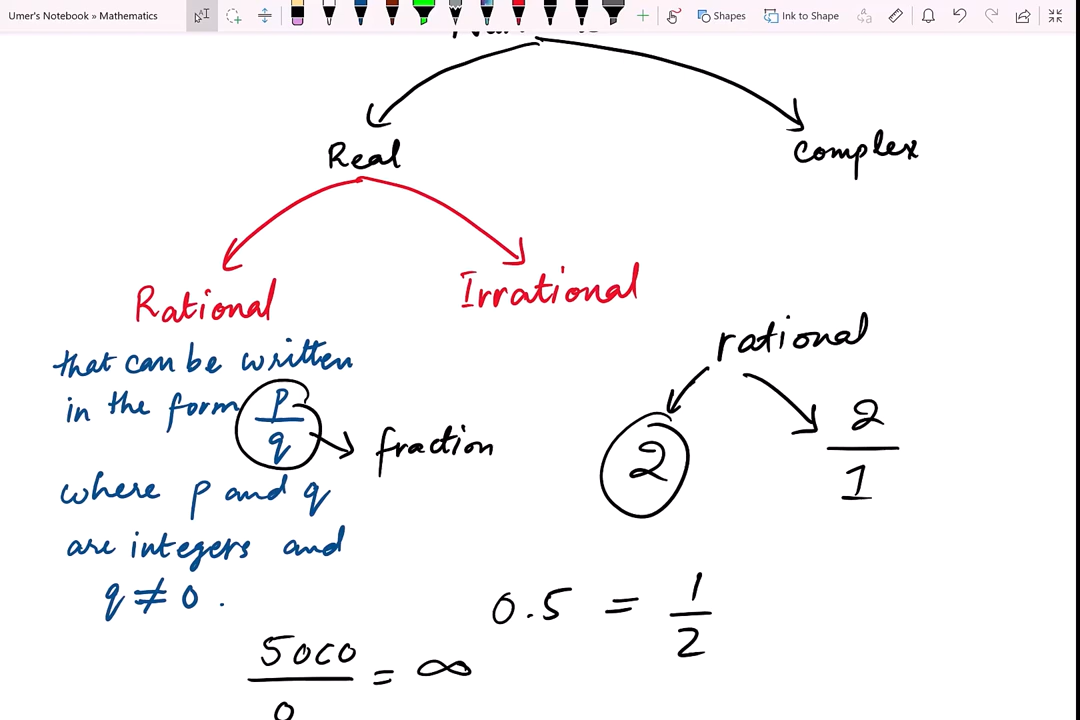 Umer's Notebook » Mathematics
Shapes
Ink to Shape
Real
Complex
Rational
Irrational
that can be written
in the form p/q
fraction
where p and q
are integers and
q ≠ 0 .
rational
2
2/1
0.5 = 1/2
5000/0 = ∞